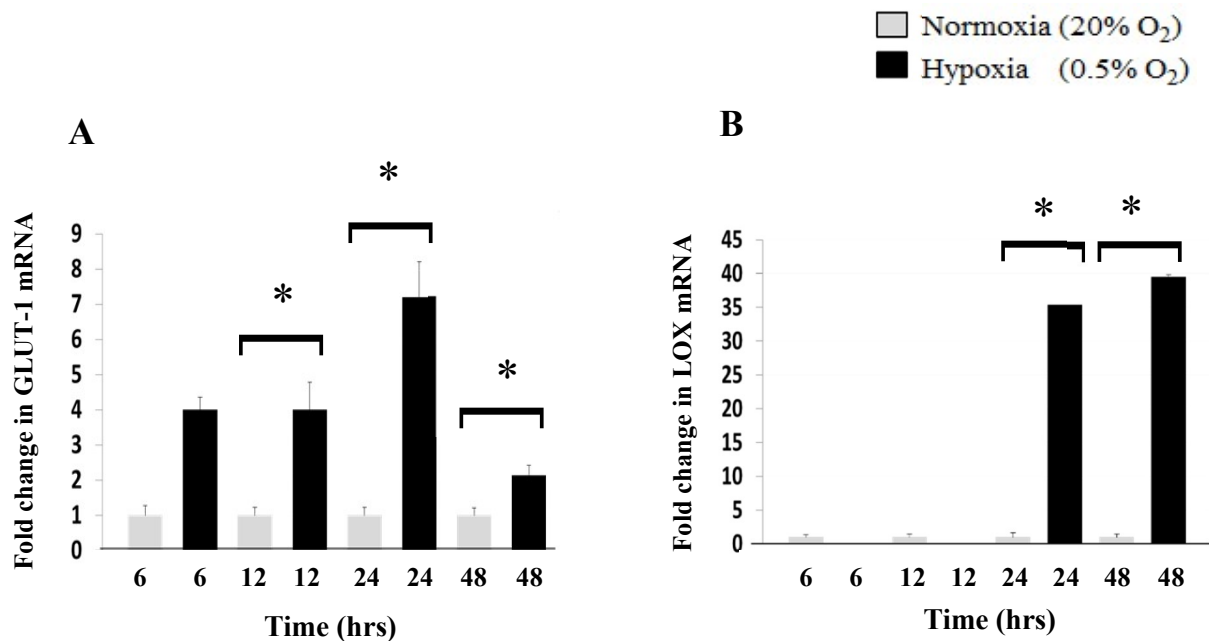 Normoxia (20% O₂)
Hypoxia (0.5% O₂)
A
B
*
*
*
*
*
*
Fold change in GLUT-1 mRNA
9
8
7
6
5
4
3
2
1
0
6 6 12 12 24 24 48 48
Time (hrs)
Fold change in LOX mRNA
45
40
35
30
25
20
15
10
5
0
6 6 12 12 24 24 48 48
Time (hrs)